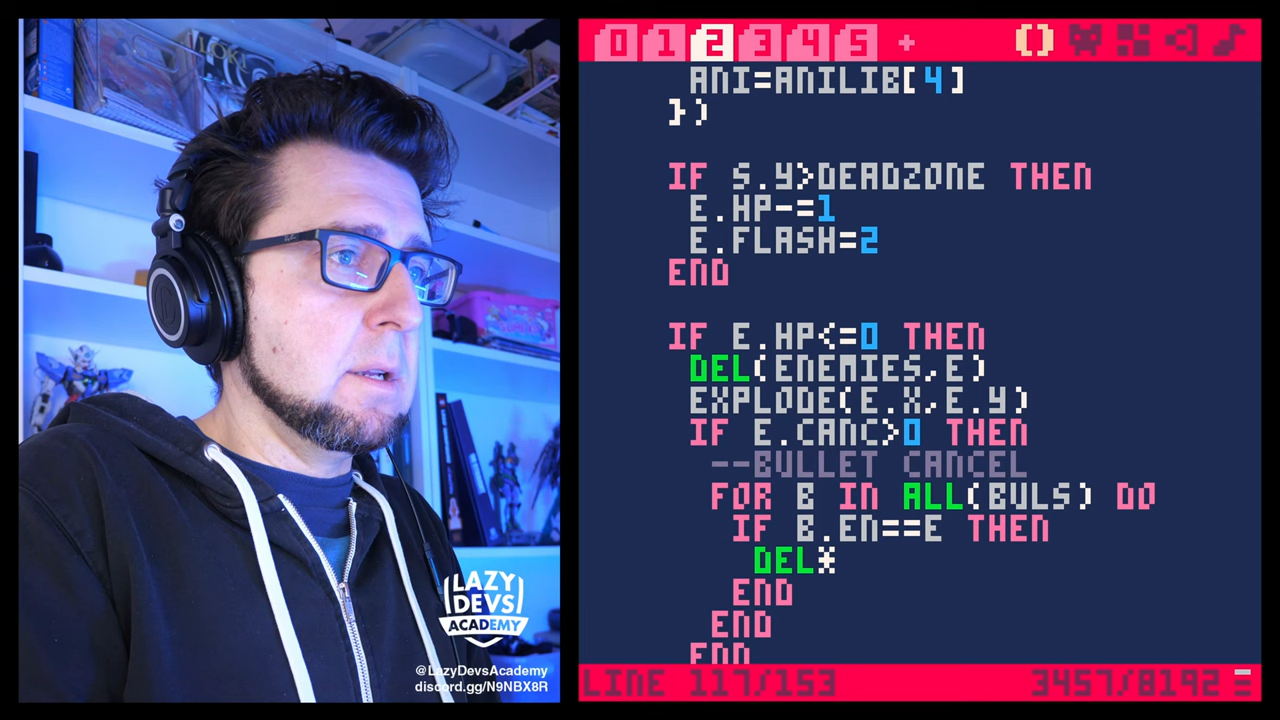 LOKI
LAZY
DEVS
ACADEMY
@LazyDevsAcademy
discord.gg/N9NBX8R
0 1 2 3 4 5 +
ANI=ANILIB[4]
})
IF S.Y>DEADZONE THEN
E.HP-=1
E.FLASH=2
END
IF E.HP<=0 THEN
DEL(ENEMIES,E)
EXPLODE(E.X,E.Y)
IF E.CANC>0 THEN
--BULLET CANCEL
FOR B IN ALL(BULS) DO
IF B.EN==E THEN
DEL
END
END
END
LINE 117/153
3457/8192